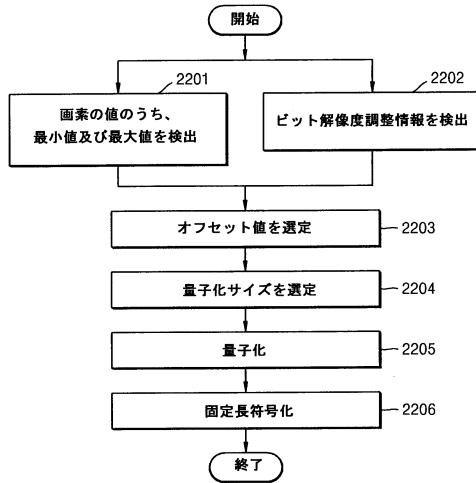 開始
2201
画素の値のうち、
最小値及び最大値を検出
2202
ビット解像度調整情報を検出
オフセット値を選定
2203
量子化サイズを選定
2204
量子化
2205
固定長符号化
2206
終了